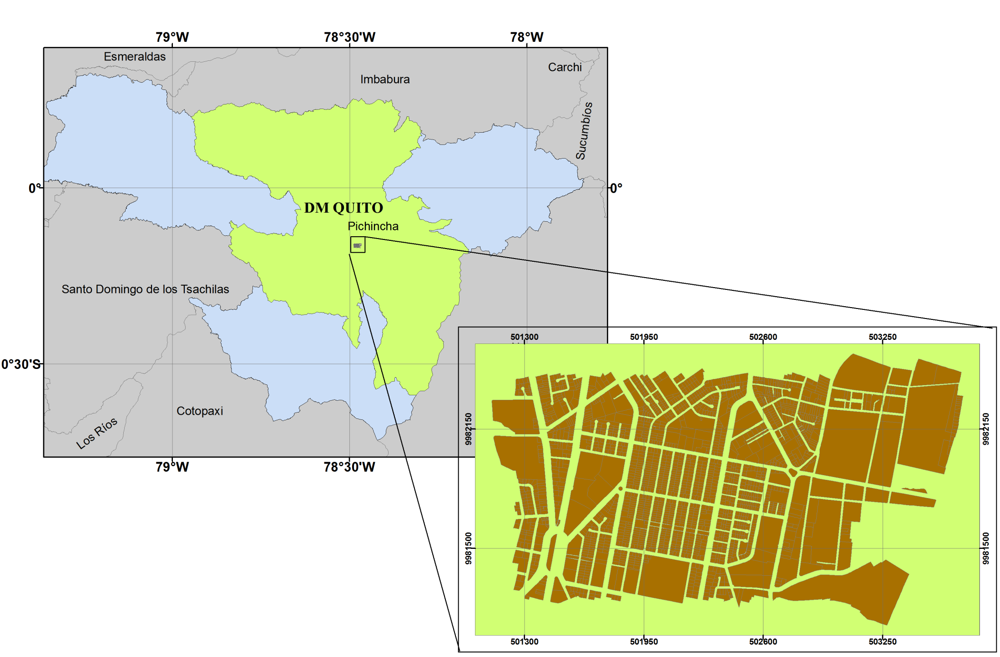 79°W 78°30'W 78°W
Esmeraldas
Carchi
Imbabura
Sucumbíos
0° 0°
DM QUITO
Pichincha
Santo Domingo de los Tsachilas
501300 501950 502600 503250
0°30'S
Cotopaxi
Los Ríos
9982150 9982150
79°W 78°30'W
9981500 9981500
501300 501950 502600 503250